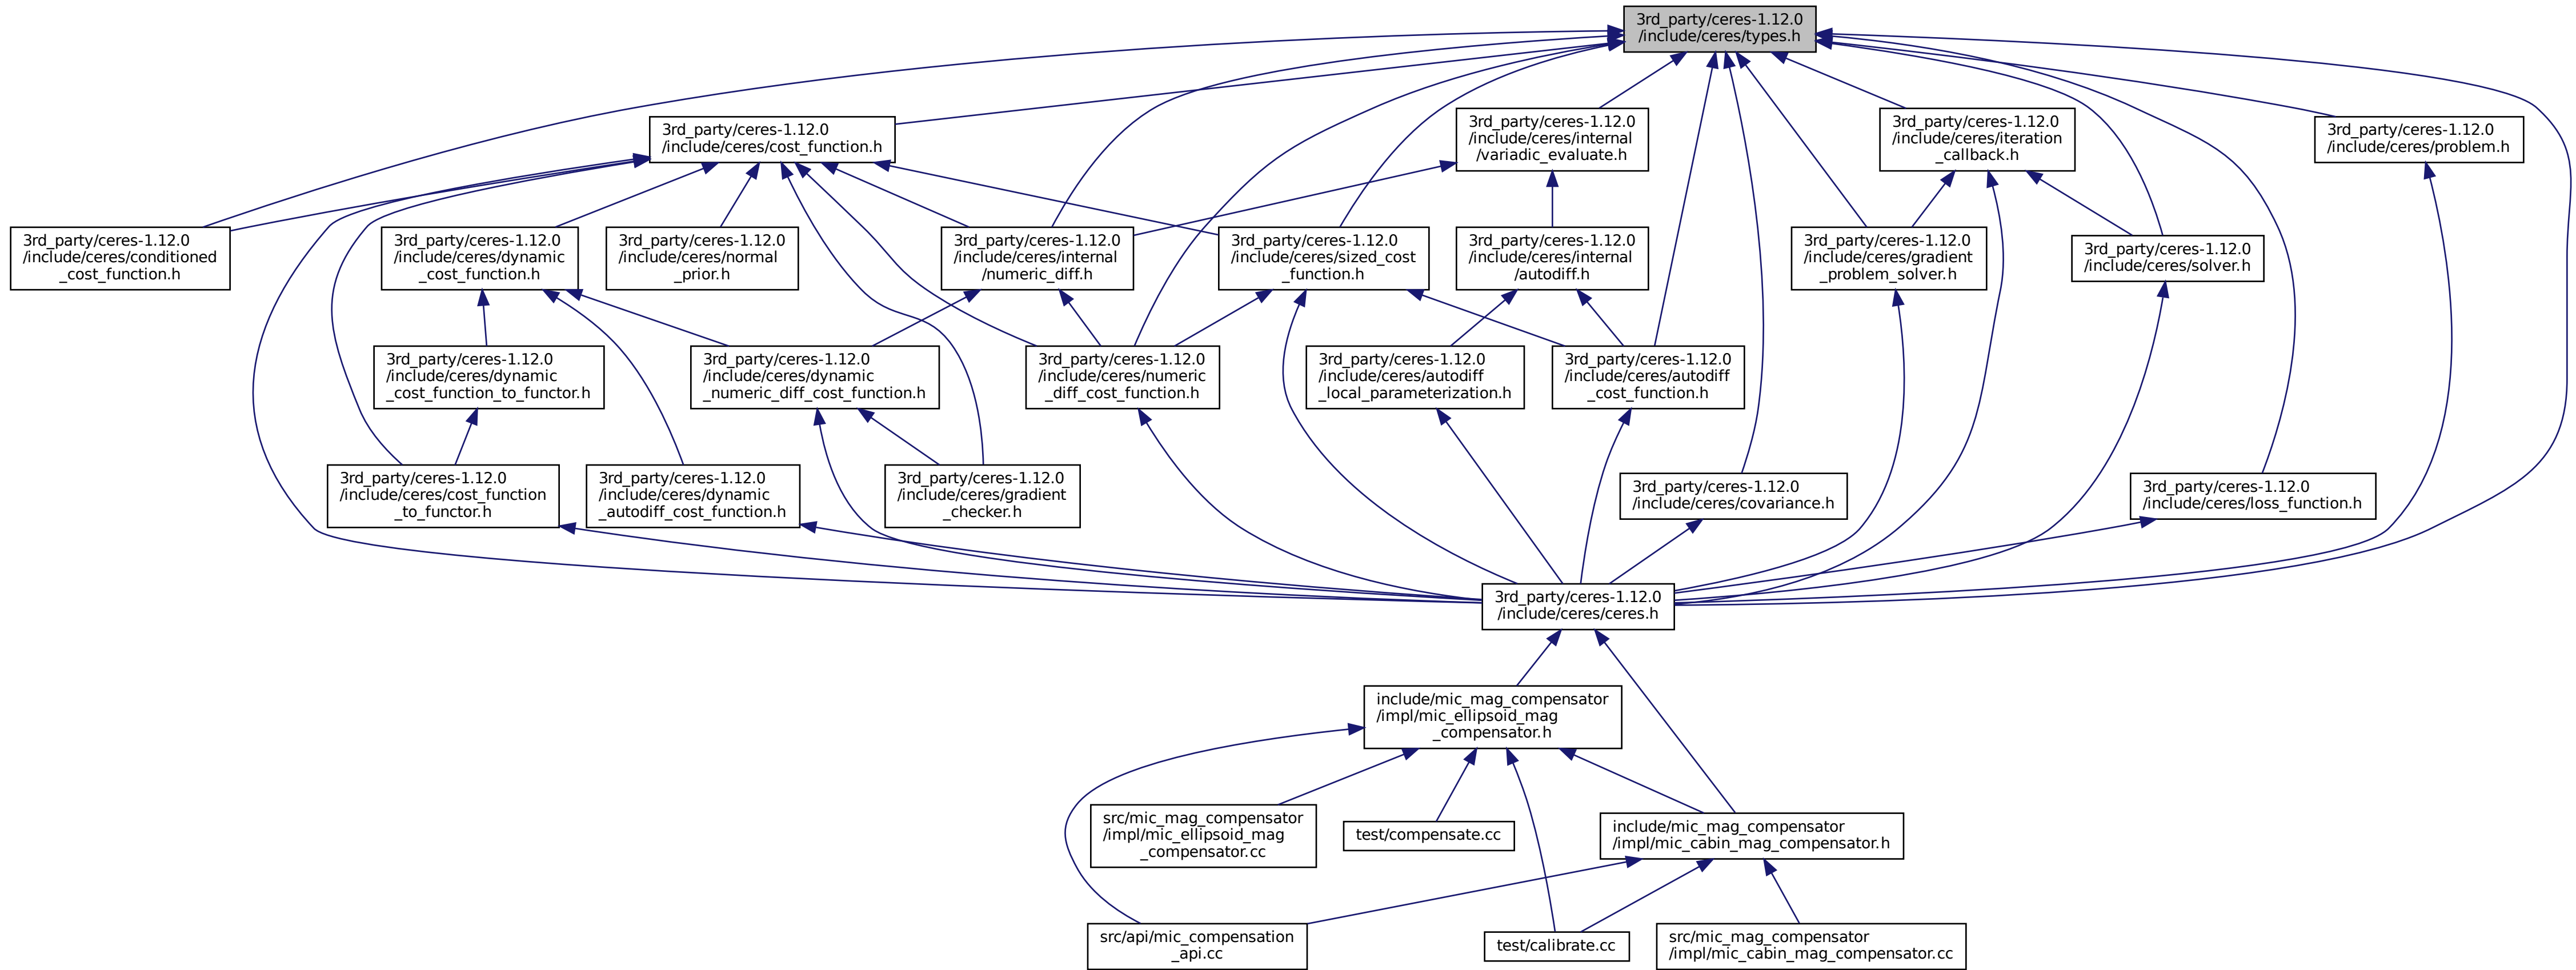 3rd_party/ceres-1.12.0
/include/ceres/types.h
3rd_party/ceres-1.12.0
/include/ceres/cost_function.h
3rd_party/ceres-1.12.0
/include/ceres/internal
/variadic_evaluate.h
3rd_party/ceres-1.12.0
/include/ceres/iteration
_callback.h
3rd_party/ceres-1.12.0
/include/ceres/problem.h
3rd_party/ceres-1.12.0
/include/ceres/conditioned
_cost_function.h
3rd_party/ceres-1.12.0
/include/ceres/dynamic
_cost_function.h
3rd_party/ceres-1.12.0
/include/ceres/normal
_prior.h
3rd_party/ceres-1.12.0
/include/ceres/internal
/numeric_diff.h
3rd_party/ceres-1.12.0
/include/ceres/sized_cost
_function.h
3rd_party/ceres-1.12.0
/include/ceres/internal
/autodiff.h
3rd_party/ceres-1.12.0
/include/ceres/gradient
_problem_solver.h
3rd_party/ceres-1.12.0
/include/ceres/solver.h
3rd_party/ceres-1.12.0
/include/ceres/dynamic
_cost_function_to_functor.h
3rd_party/ceres-1.12.0
/include/ceres/dynamic
_numeric_diff_cost_function.h
3rd_party/ceres-1.12.0
/include/ceres/numeric
_diff_cost_function.h
3rd_party/ceres-1.12.0
/include/ceres/autodiff
_local_parameterization.h
3rd_party/ceres-1.12.0
/include/ceres/autodiff
_cost_function.h
3rd_party/ceres-1.12.0
/include/ceres/cost_function
_to_functor.h
3rd_party/ceres-1.12.0
/include/ceres/dynamic
_autodiff_cost_function.h
3rd_party/ceres-1.12.0
/include/ceres/gradient
_checker.h
3rd_party/ceres-1.12.0
/include/ceres/covariance.h
3rd_party/ceres-1.12.0
/include/ceres/loss_function.h
3rd_party/ceres-1.12.0
/include/ceres/ceres.h
include/mic_mag_compensator
/impl/mic_ellipsoid_mag
_compensator.h
src/mic_mag_compensator
/impl/mic_ellipsoid_mag
_compensator.cc
test/compensate.cc
include/mic_mag_compensator
/impl/mic_cabin_mag_compensator.h
src/api/mic_compensation
_api.cc
test/calibrate.cc
src/mic_mag_compensator
/impl/mic_cabin_mag_compensator.cc